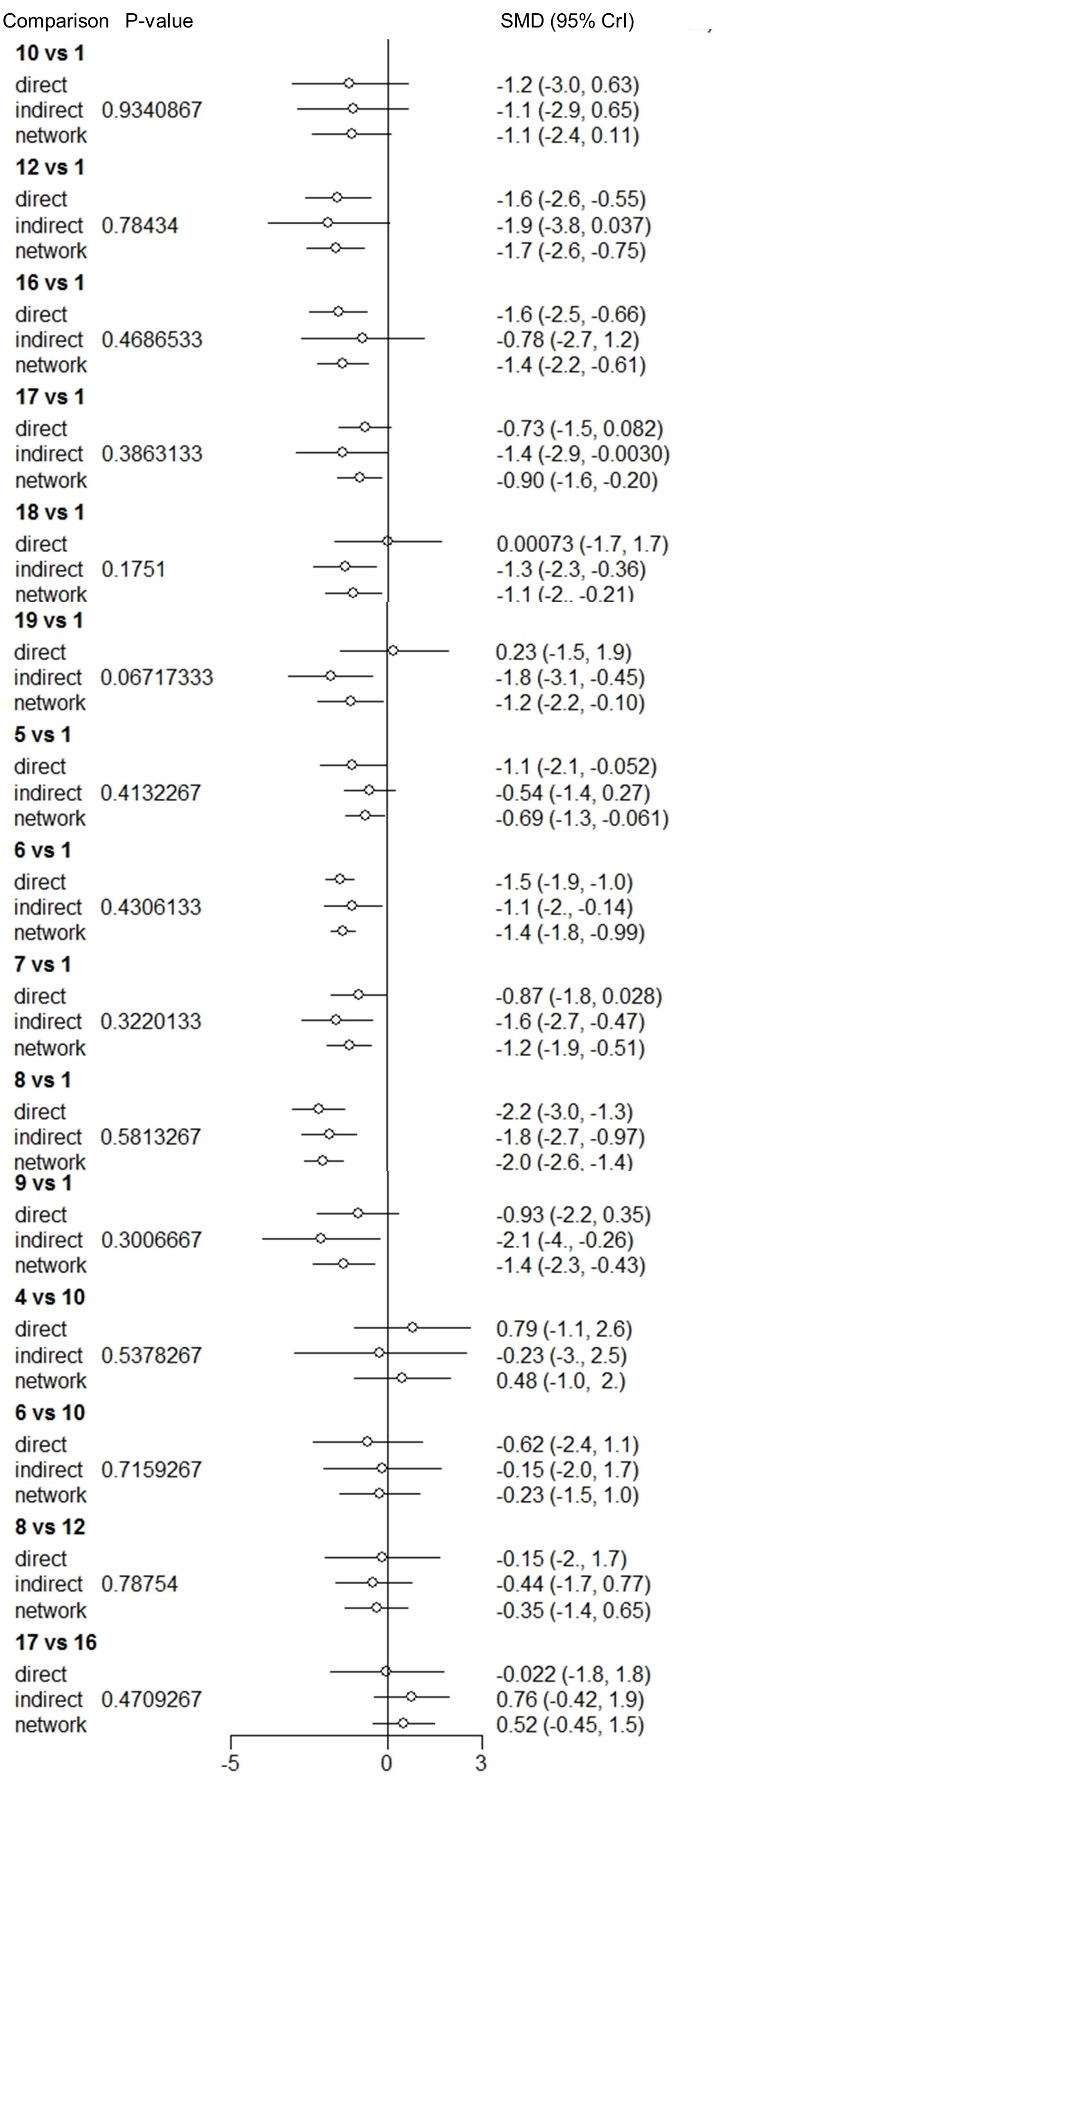 Comparison P-value SMD (95% CrI)
10 vs 1
direct -1.2 (-3.0, 0.63)
indirect 0.9340867 -1.1 (-2.9, 0.65)
network -1.1 (-2.4, 0.11)
12 vs 1
direct -1.6 (-2.6, -0.55)
indirect 0.78434 -1.9 (-3.8, 0.037)
network -1.7 (-2.6, -0.75)
16 vs 1
direct -1.6 (-2.5, -0.66)
indirect 0.4686533 -0.78 (-2.7, 1.2)
network -1.4 (-2.2, -0.61)
17 vs 1
direct -0.73 (-1.5, 0.082)
indirect 0.3863133 -1.4 (-2.9, -0.0030)
network -0.90 (-1.6, -0.20)
18 vs 1
direct 0.00073 (-1.7, 1.7)
indirect 0.1751 -1.3 (-2.3, -0.36)
network -1.1 (-2., -0.21)
19 vs 1
direct 0.23 (-1.5, 1.9)
indirect 0.06717333 -1.8 (-3.1, -0.45)
network -1.2 (-2.2, -0.10)
5 vs 1
direct -1.1 (-2.1, -0.052)
indirect 0.4132267 -0.54 (-1.4, 0.27)
network -0.69 (-1.3, -0.061)
6 vs 1
direct -1.5 (-1.9, -1.0)
indirect 0.4306133 -1.1 (-2., -0.14)
network -1.4 (-1.8, -0.99)
7 vs 1
direct -0.87 (-1.8, 0.028)
indirect 0.3220133 -1.6 (-2.7, -0.47)
network -1.2 (-1.9, -0.51)
8 vs 1
direct -2.2 (-3.0, -1.3)
indirect 0.5813267 -1.8 (-2.7, -0.97)
network -2.0 (-2.6, -1.4)
9 vs 1
direct -0.93 (-2.2, 0.35)
indirect 0.3006667 -2.1 (-4., -0.26)
network -1.4 (-2.3, -0.43)
4 vs 10
direct 0.79 (-1.1, 2.6)
indirect 0.5378267 -0.23 (-3., 2.5)
network 0.48 (-1.0, 2.)
6 vs 10
direct -0.62 (-2.4, 1.1)
indirect 0.7159267 -0.15 (-2.0, 1.7)
network -0.23 (-1.5, 1.0)
8 vs 12
direct -0.15 (-2., 1.7)
indirect 0.78754 -0.44 (-1.7, 0.77)
network -0.35 (-1.4, 0.65)
17 vs 16
direct -0.022 (-1.8, 1.8)
indirect 0.4709267 0.76 (-0.42, 1.9)
network 0.52 (-0.45, 1.5)
-5 0 3